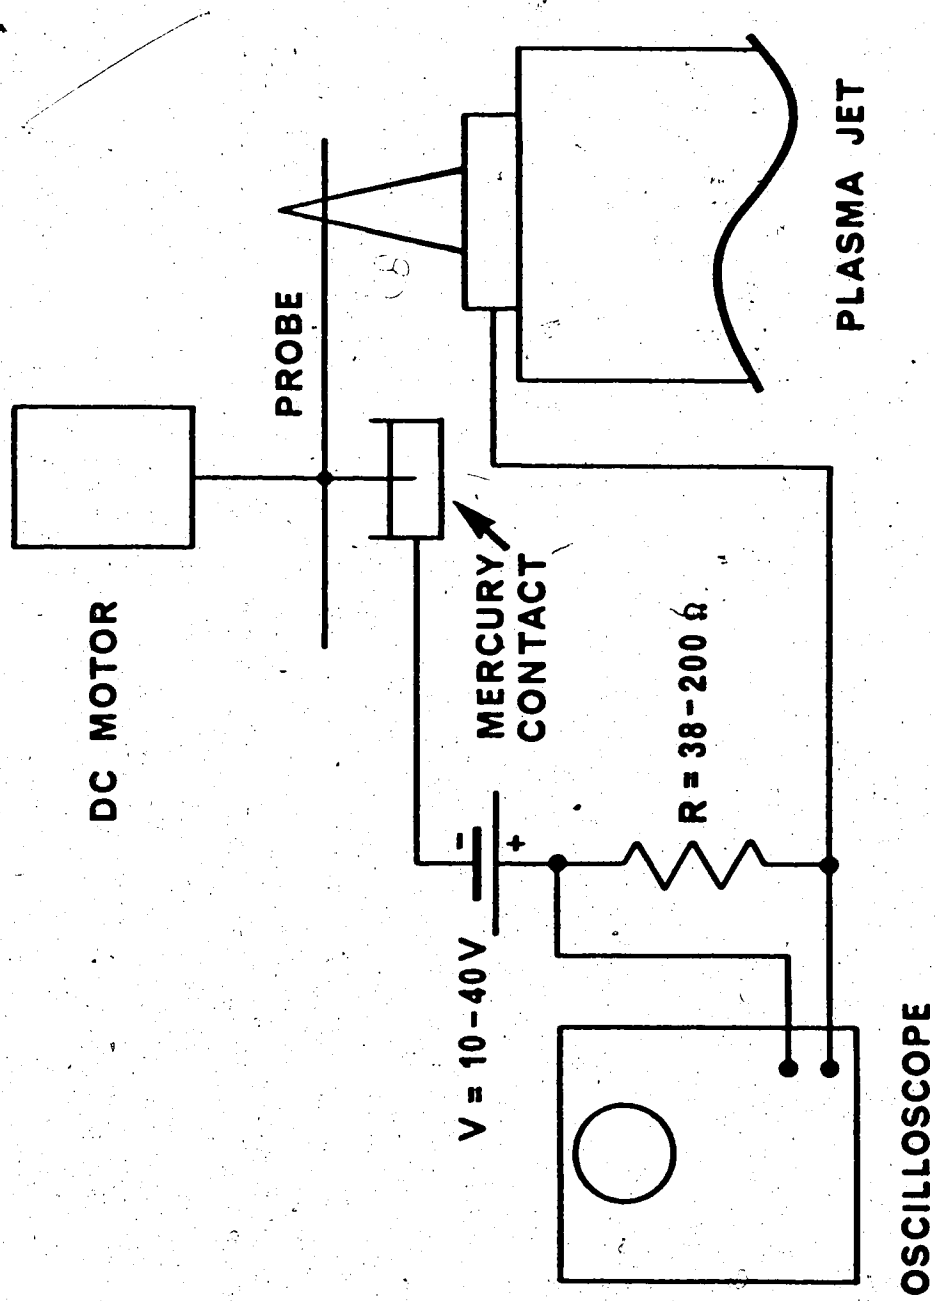 DC MOTOR
PROBE
MERCURY
CONTACT
PLASMA JET
V = 10-40V
-
+
R = 38-200 Ω
OSCILLOSCOPE